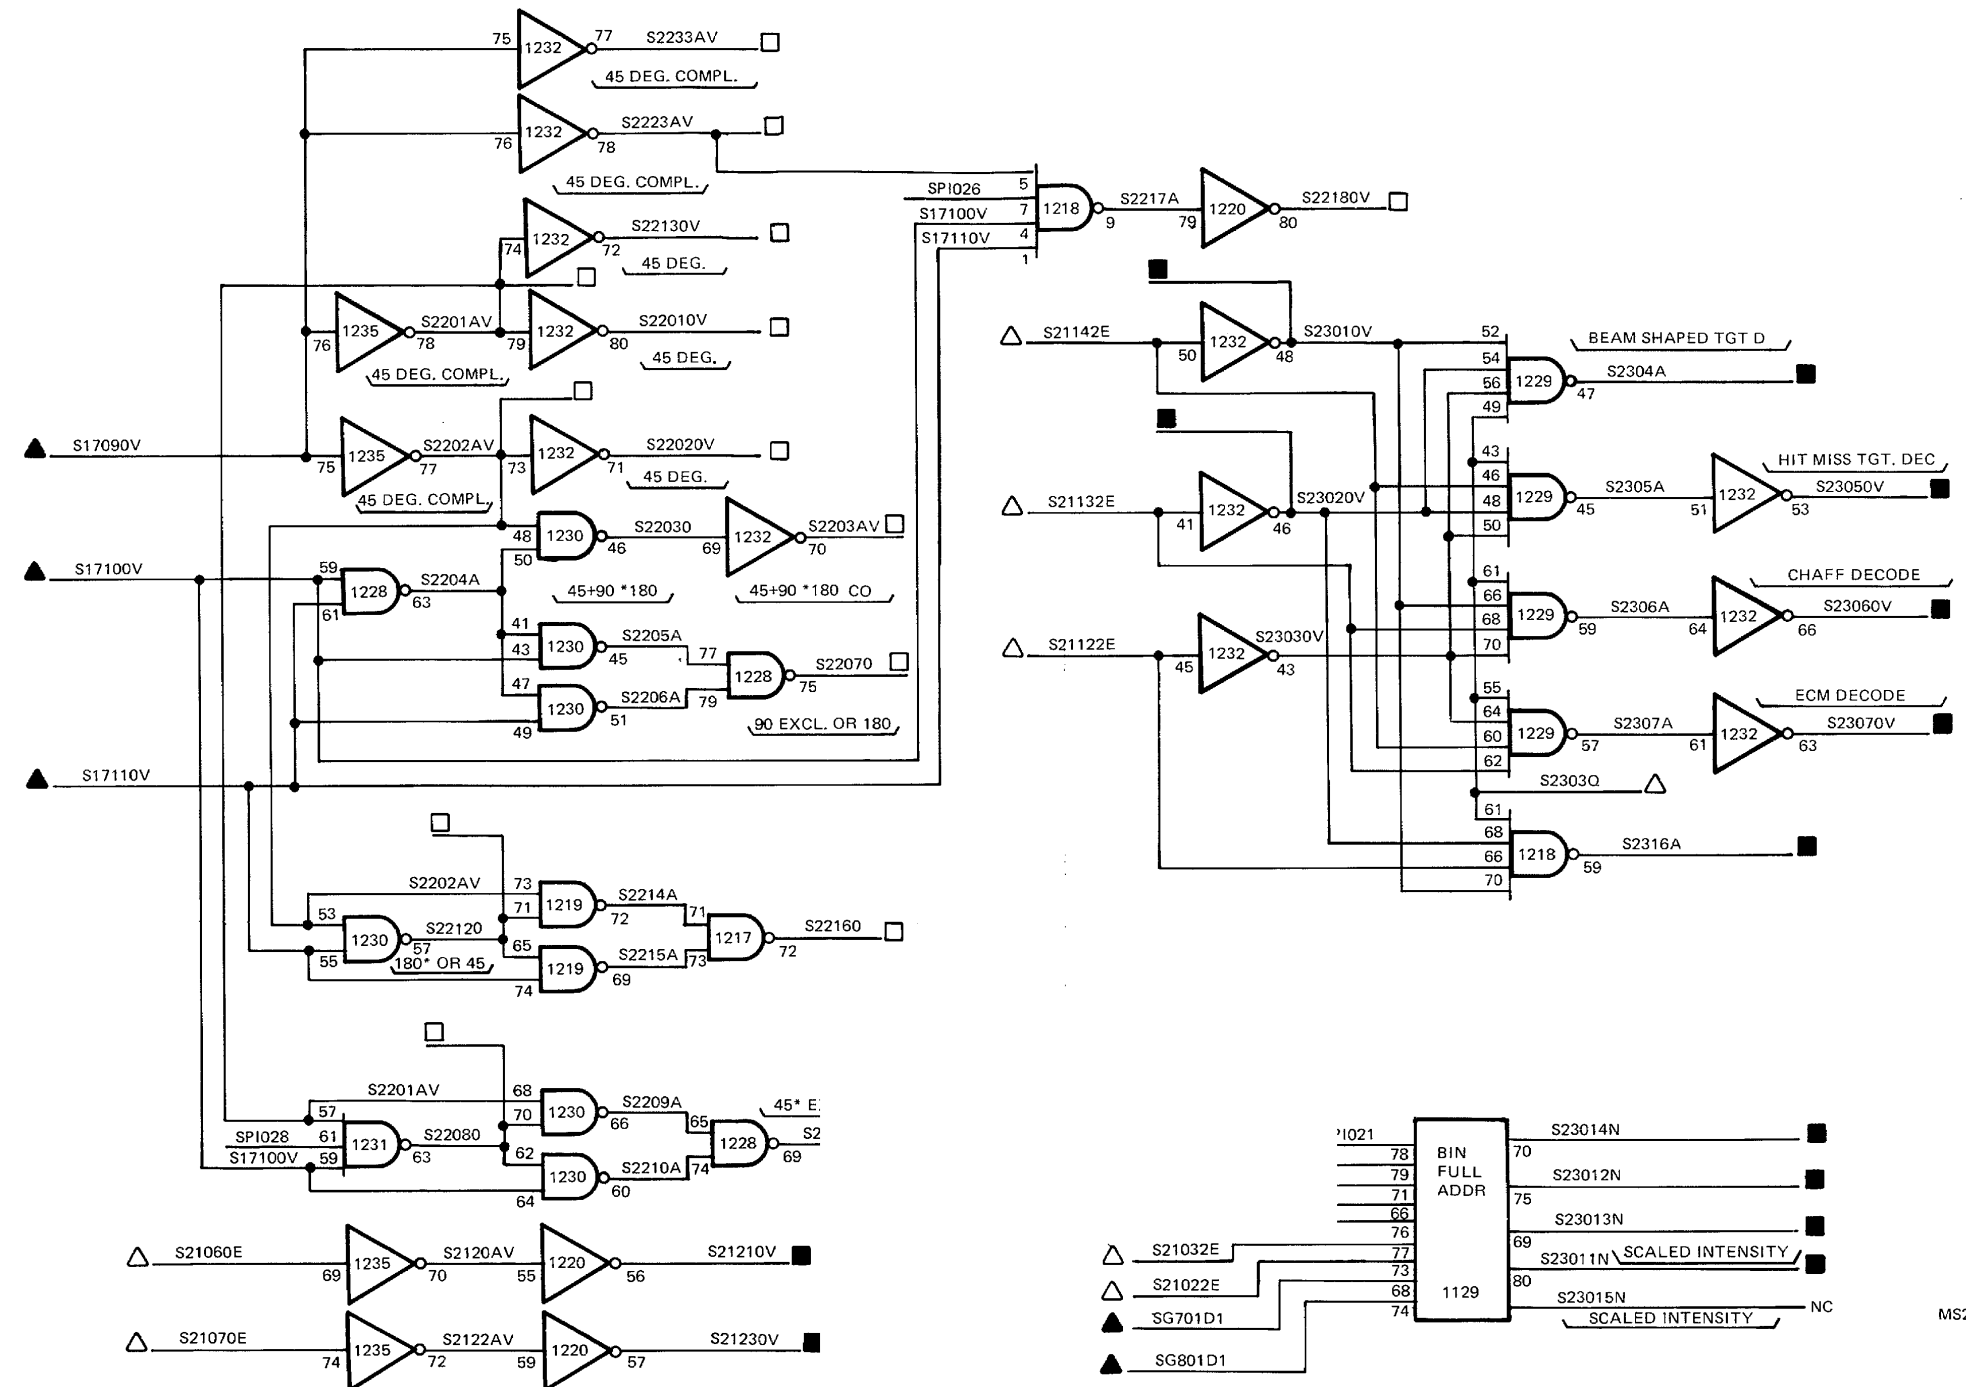 75 1232 77 S2233AV
45 DEG. COMPL.
76 1232 78 S2223AV
45 DEG. COMPL.
74 1232 72 S22130V
45 DEG.
76 1235 78 S2201AV 79 1232 80 S22010V
45 DEG. COMPL.
45 DEG.
S17090V
75 1235 77 S2202AV 73 1232 71 S22020V
45 DEG. COMPL.
45 DEG.
48 50 1230 46 S22030 69 1232 70 S2203AV
45+90 *180
45+90 *180 CO
S17100V
59 61 1228 63 S2204A
41 43 1230 45 S2205A
47 49 1230 51 S2206A
77 79 1228 75 S22070
90 EXCL. OR 180
S17110V
S2202AV
53 55 1230 57 S22120
180* OR 45
73 71 1219 72 S2214A
65 74 1219 69 S2215A
71 73 1217 72 S22160
S2201AV
SPI028
S17100V
57 61 59 1231 63 S22080
68 70 1230 66 S2209A
62 64 1230 60 S2210A
65 74 1228 69
45* E
S2
S21060E 69 1235 70 S2120AV 55 1220 56 S21210V
S21070E 74 1235 72 S2122AV 59 1220 57 S21230V
SPI026
S17100V
S17110V
5 7 4 1 1218 9 S2217A 79 1220 80 S22180V
S21142E 50 1232 48 S23010V
S21132E 41 1232 46 S23020V
S21122E 45 1232 43 S23030V
BEAM SHAPED TGT D
52 54 56 49 1229 47 S2304A
HIT MISS TGT. DEC
43 46 48 50 1229 45 S2305A 51 1232 53 S23050V
CHAFF DECODE
61 66 68 70 1229 59 S2306A 64 1232 66 S23060V
ECM DECODE
55 64 60 62 1229 57 S2307A 61 1232 63 S23070V
S2303Q
61 68 66 70 1218 59 S2316A
I021
78
79
71
66
76
77
73
68
74
BIN
FULL
ADDR
1129
S21032E
S21022E
SG701D1
SG801D1
S23014N
70
S23012N
75
S23013N
69
SCALED INTENSITY
S23011N
80
S23015N
NC
SCALED INTENSITY
MS2